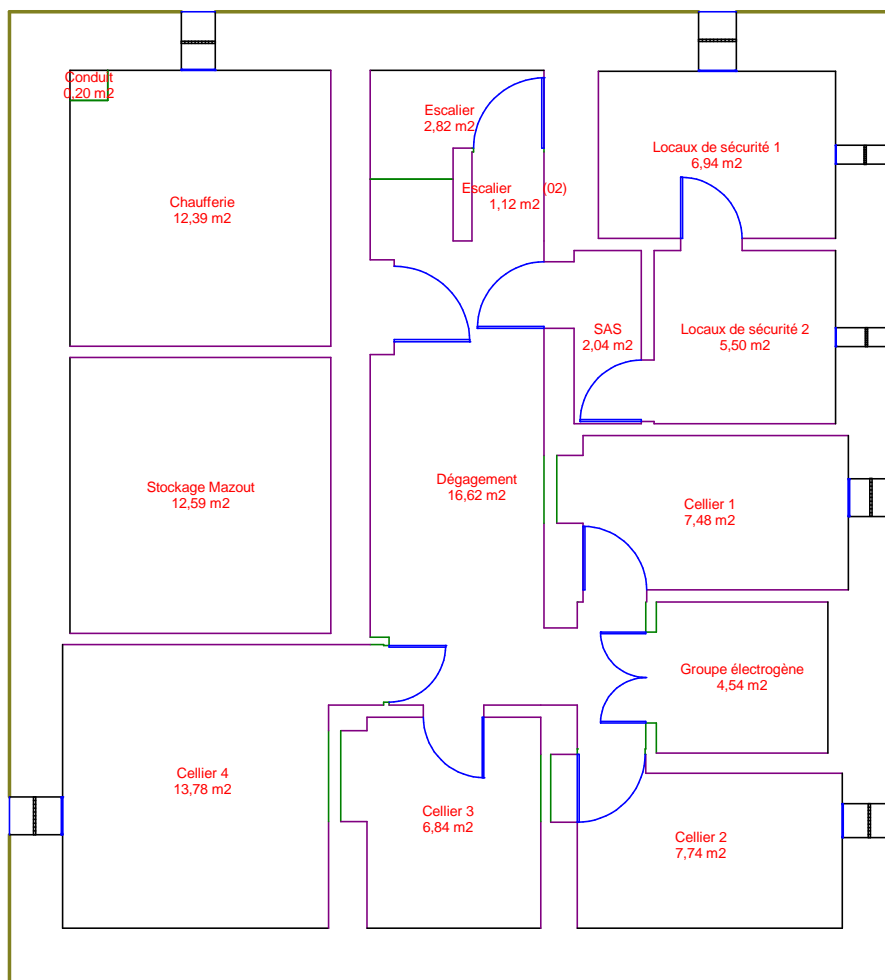 Conduit
0,20 m2
Escalier
2,82 m2
Locaux de sécurité 1
6,94 m2
Chaufferie
12,39 m2
Escalier (02)
1,12 m2
SAS
2,04 m2
Locaux de sécurité 2
5,50 m2
Stockage Mazout
12,59 m2
Dégagement
16,62 m2
Cellier 1
7,48 m2
Groupe électrogène
4,54 m2
Cellier 4
13,78 m2
Cellier 3
6,84 m2
Cellier 2
7,74 m2